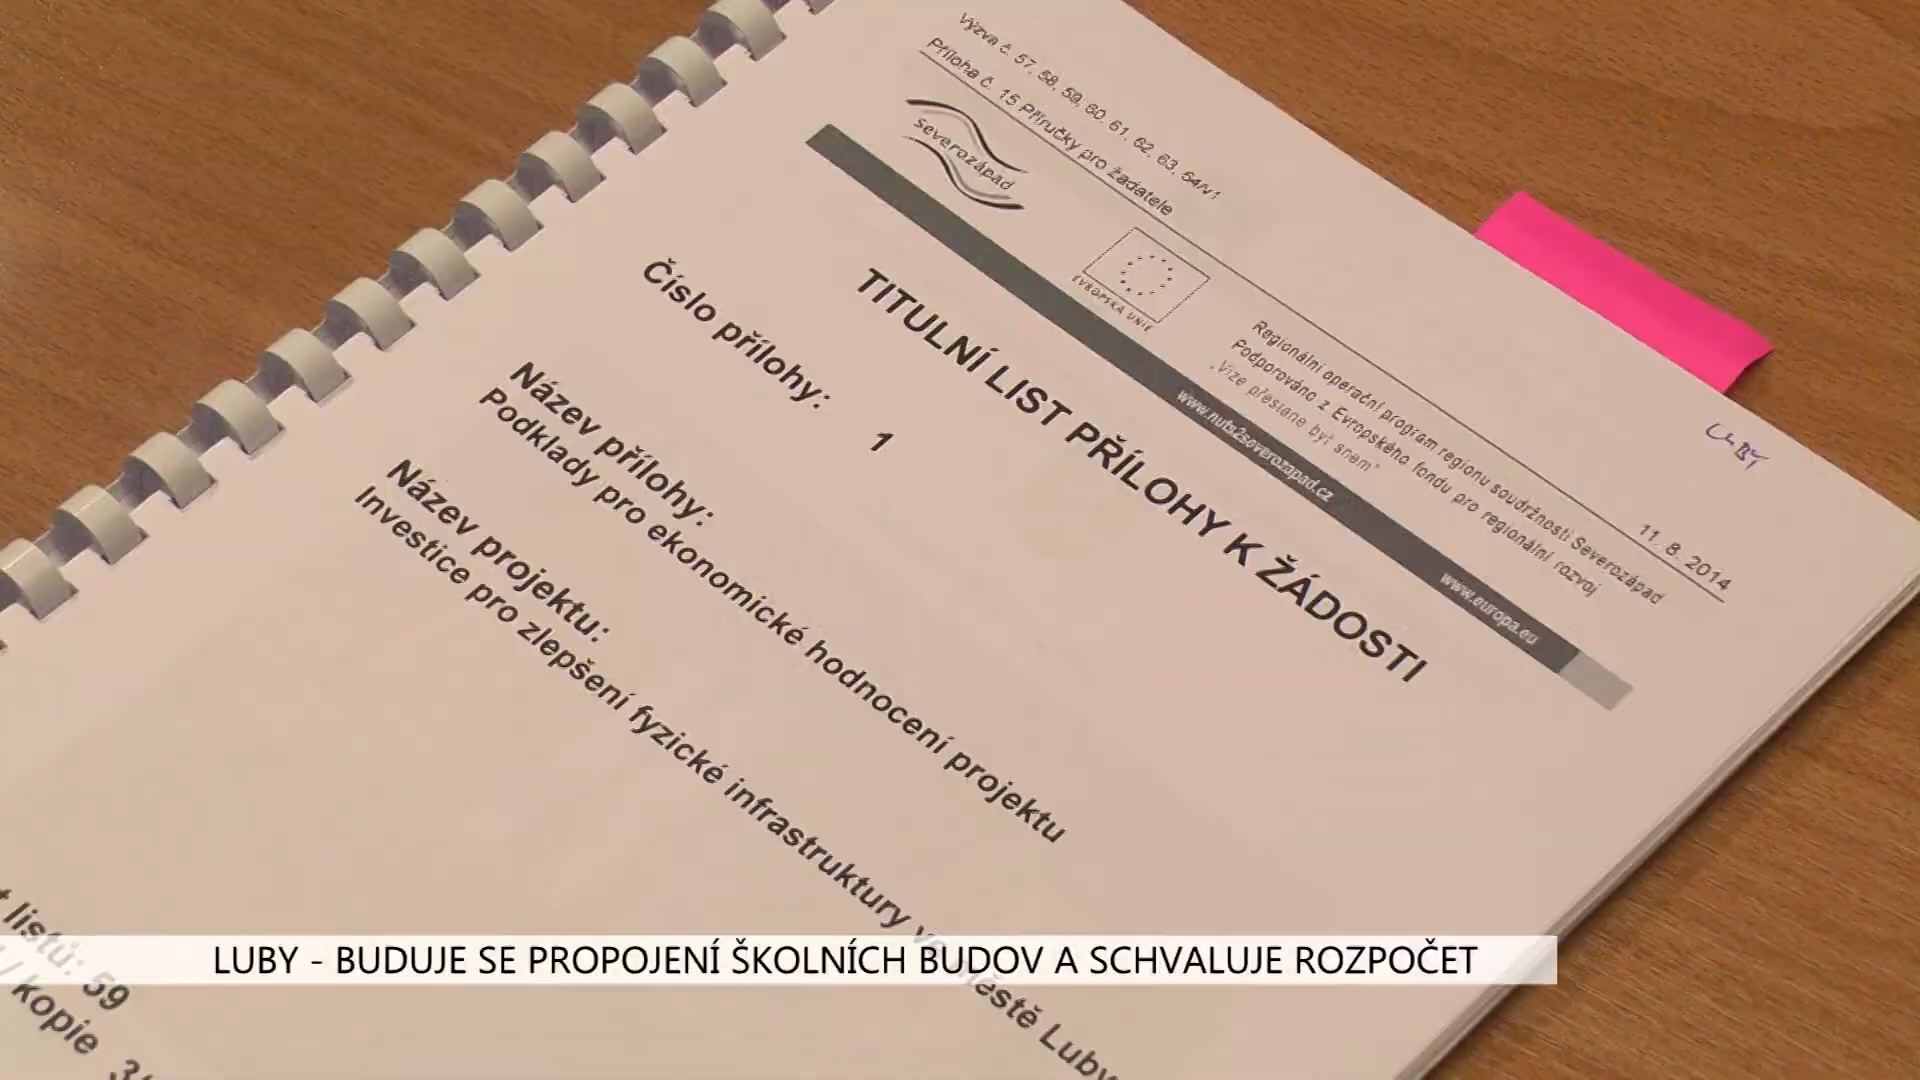 Výzva č. 57, 58, 59, 60, 61, 62, 63, 64/v1
Příloha č. 15 Příručky pro žadatele
11. 8. 2014
severozápad
EVROPSKÁ UNIE
Regionální operační program regionu soudržnosti Severozápad
Podporováno z Evropského fondu pro regionální rozvoj
„Vize přestane být snem“
www.nuts2severozapad.cz
www.europa.eu
LUBY
TITULNÍ LIST PŘÍLOHY K ŽÁDOSTI
Číslo přílohy: 1
Název přílohy:
Podklady pro ekonomické hodnocení projektu
Název projektu:
Investice pro zlepšení fyzické infrastruktury ve městě Luby
listů: 59
/ kopie
LUBY - BUDUJE SE PROPOJENÍ ŠKOLNÍCH BUDOV A SCHVALUJE ROZPOČET